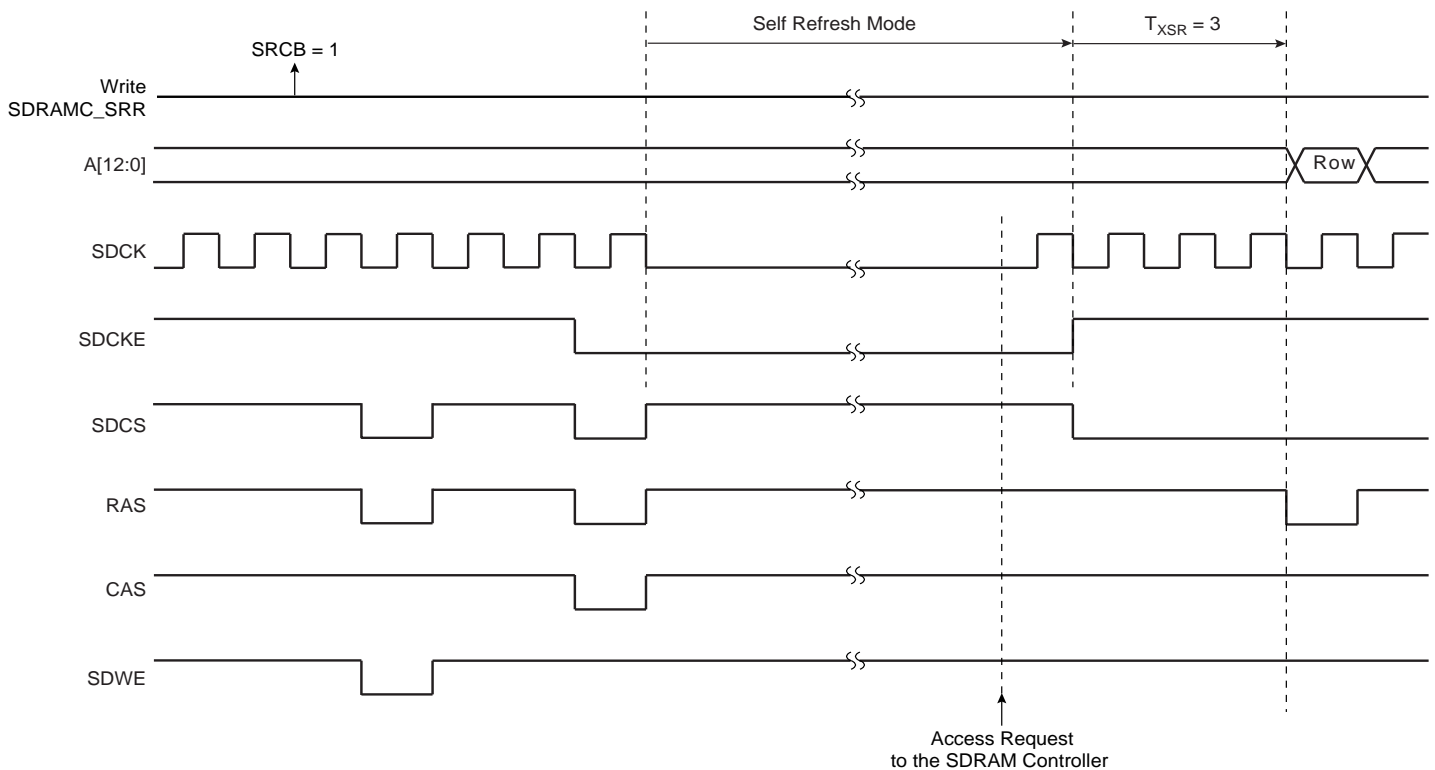 Self Refresh Mode
T_XSR = 3
SRCB = 1
Write
SDRAMC_SRR
A[12:0]
Row
SDCK
SDCKE
SDCS
RAS
CAS
SDWE
Access Request
to the SDRAM Controller